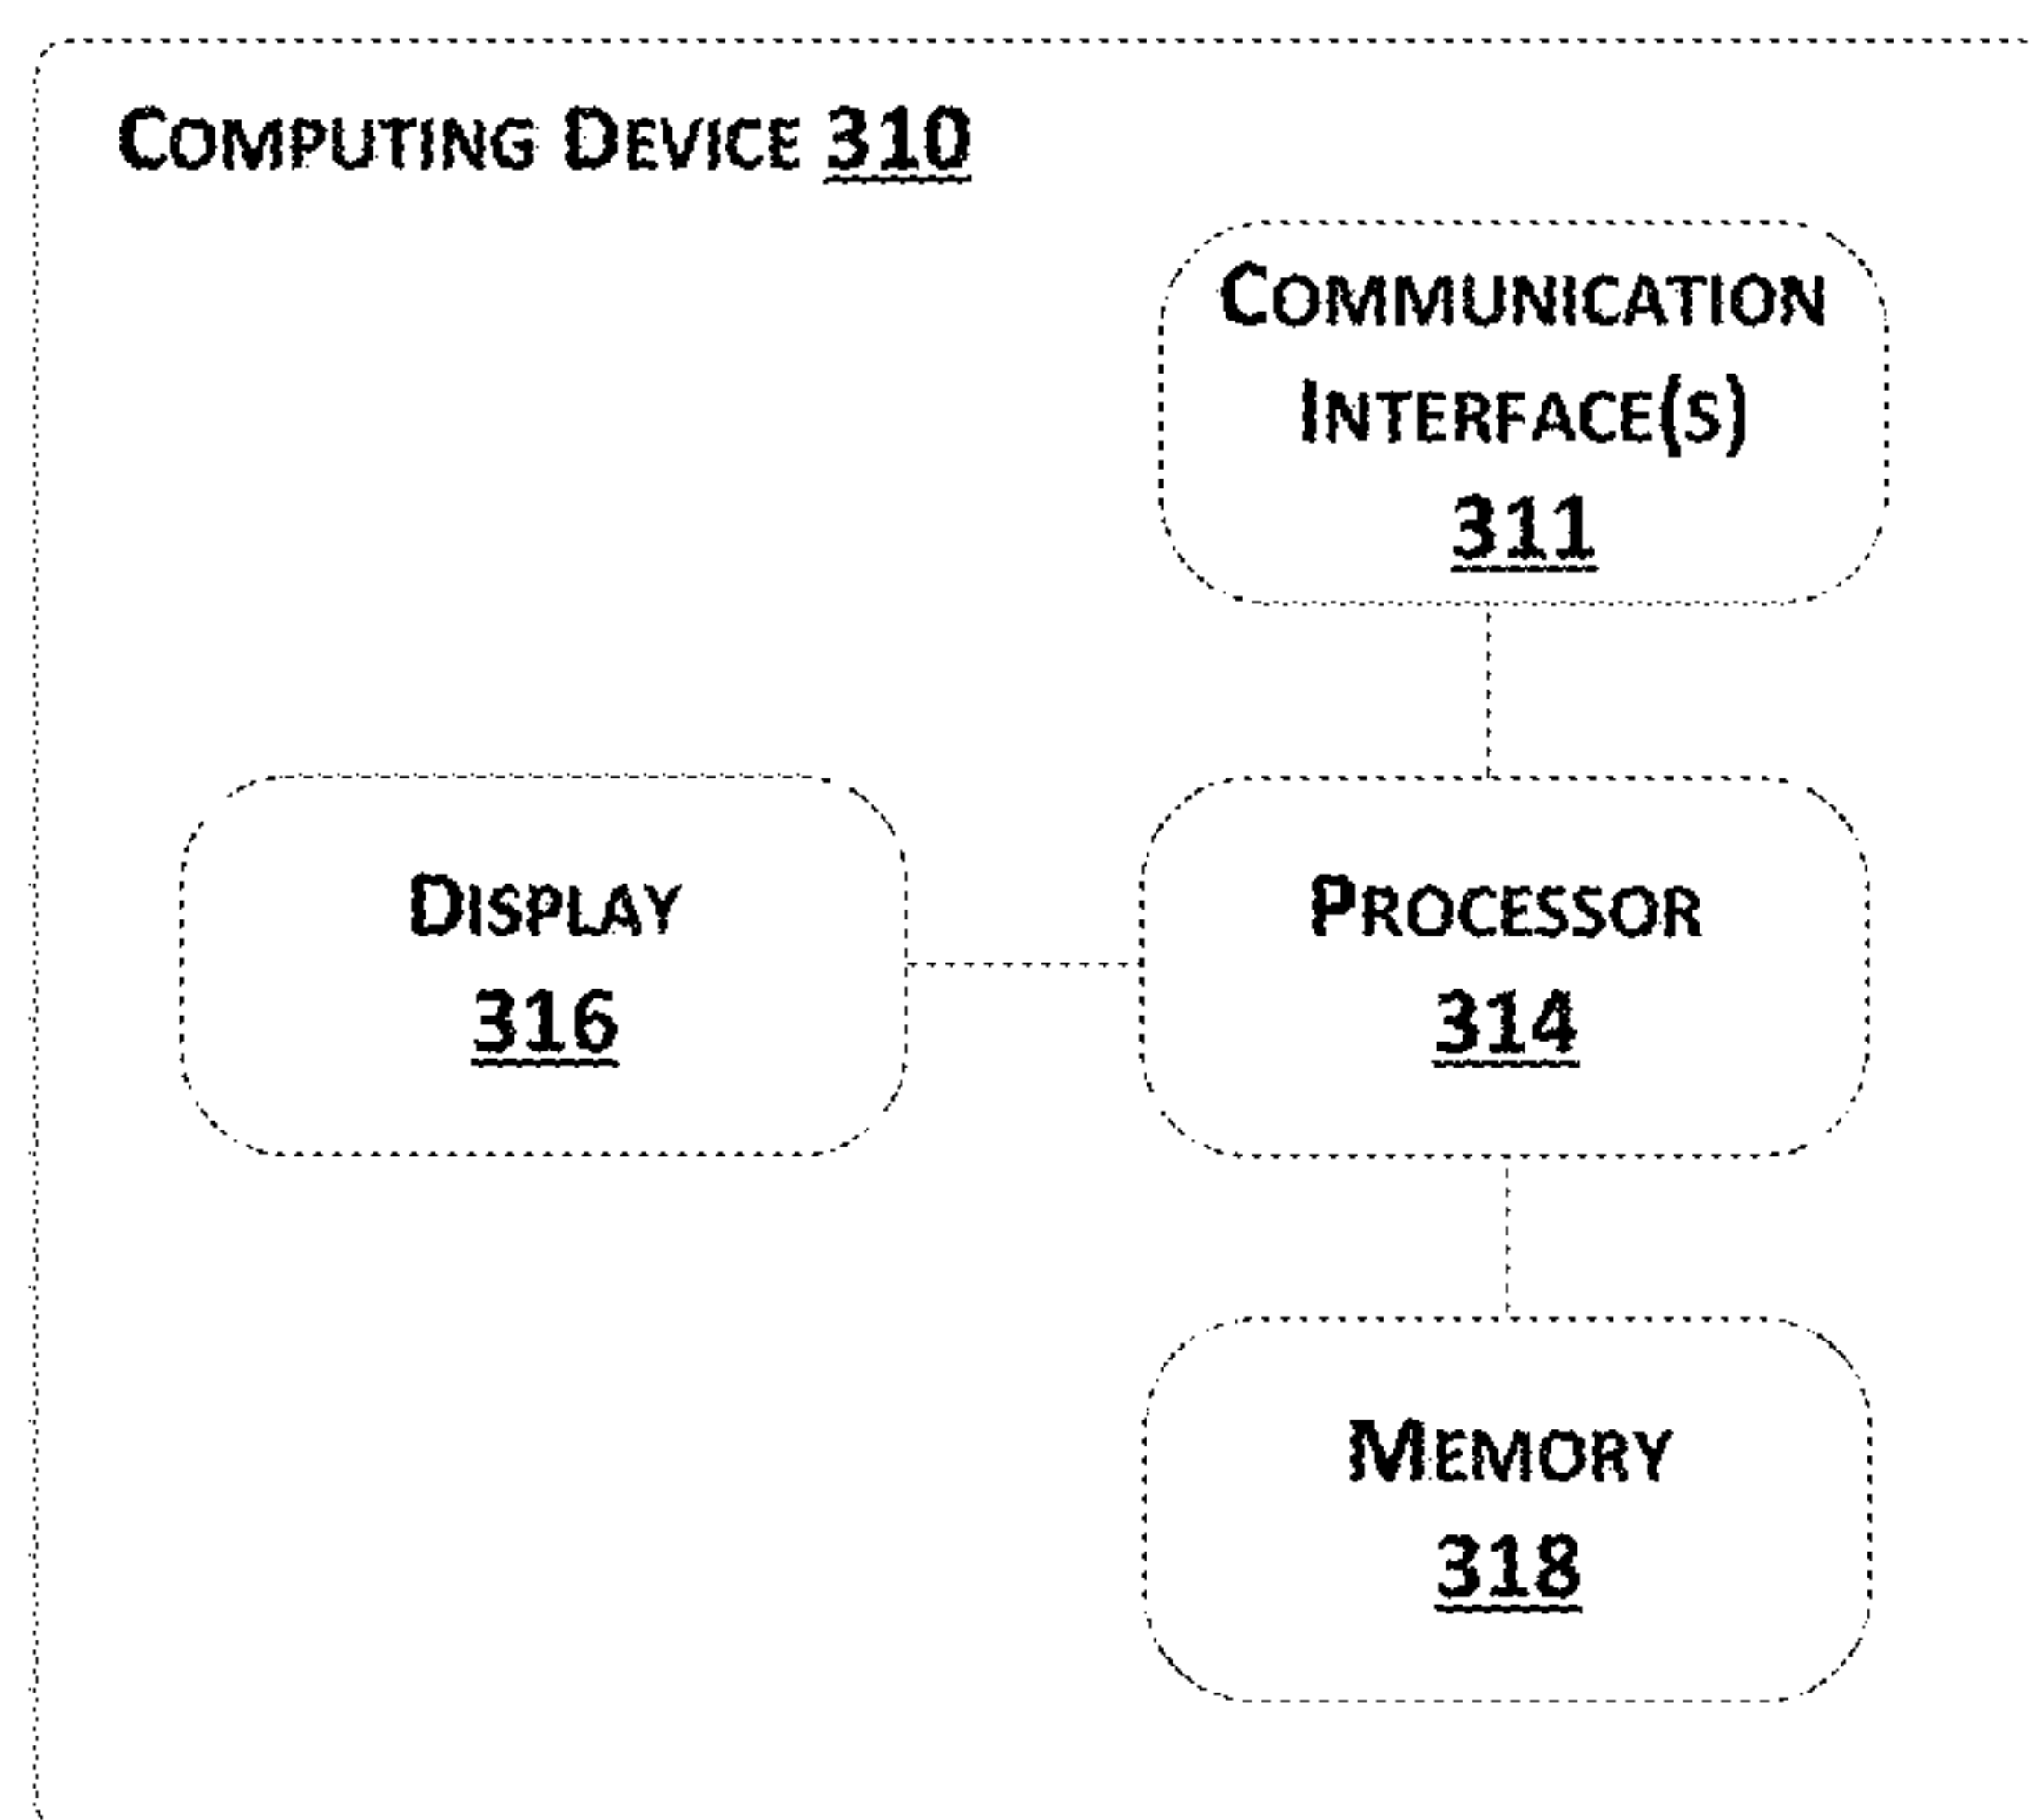 COMPUTING DEVICE 310
COMMUNICATION
INTERFACE(S)
311
DISPLAY
316
PROCESSOR
314
MEMORY
318